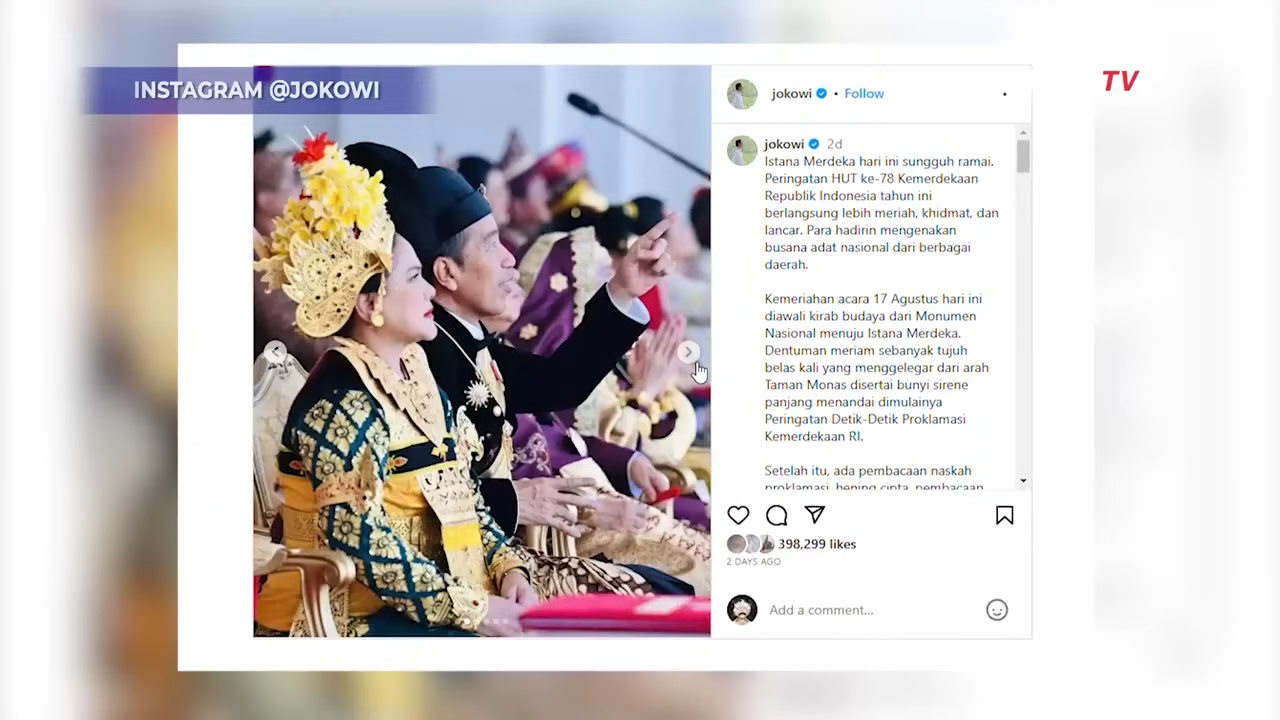 INSTAGRAM @JOKOWI
TV
jokowi • Follow
jokowi 2d
Istana Merdeka hari ini sungguh ramai.
Peringatan HUT ke-78 Kemerdekaan
Republik Indonesia tahun ini
berlangsung lebih meriah, khidmat, dan
lancar. Para hadirin mengenakan
busana adat nasional dari berbagai
daerah.
Kemeriahan acara 17 Agustus hari ini
diawali kirab budaya dari Monumen
Nasional menuju Istana Merdeka.
Dentuman meriam sebanyak tujuh
belas kali yang menggelegar dari arah
Taman Monas disertai bunyi sirene
panjang menandai dimulainya
Peringatan Detik-Detik Proklamasi
Kemerdekaan RI.
Setelah itu, ada pembacaan naskah
proklamasi, hening cipta, pembacaan
398,299 likes
2 DAYS AGO
Add a comment...